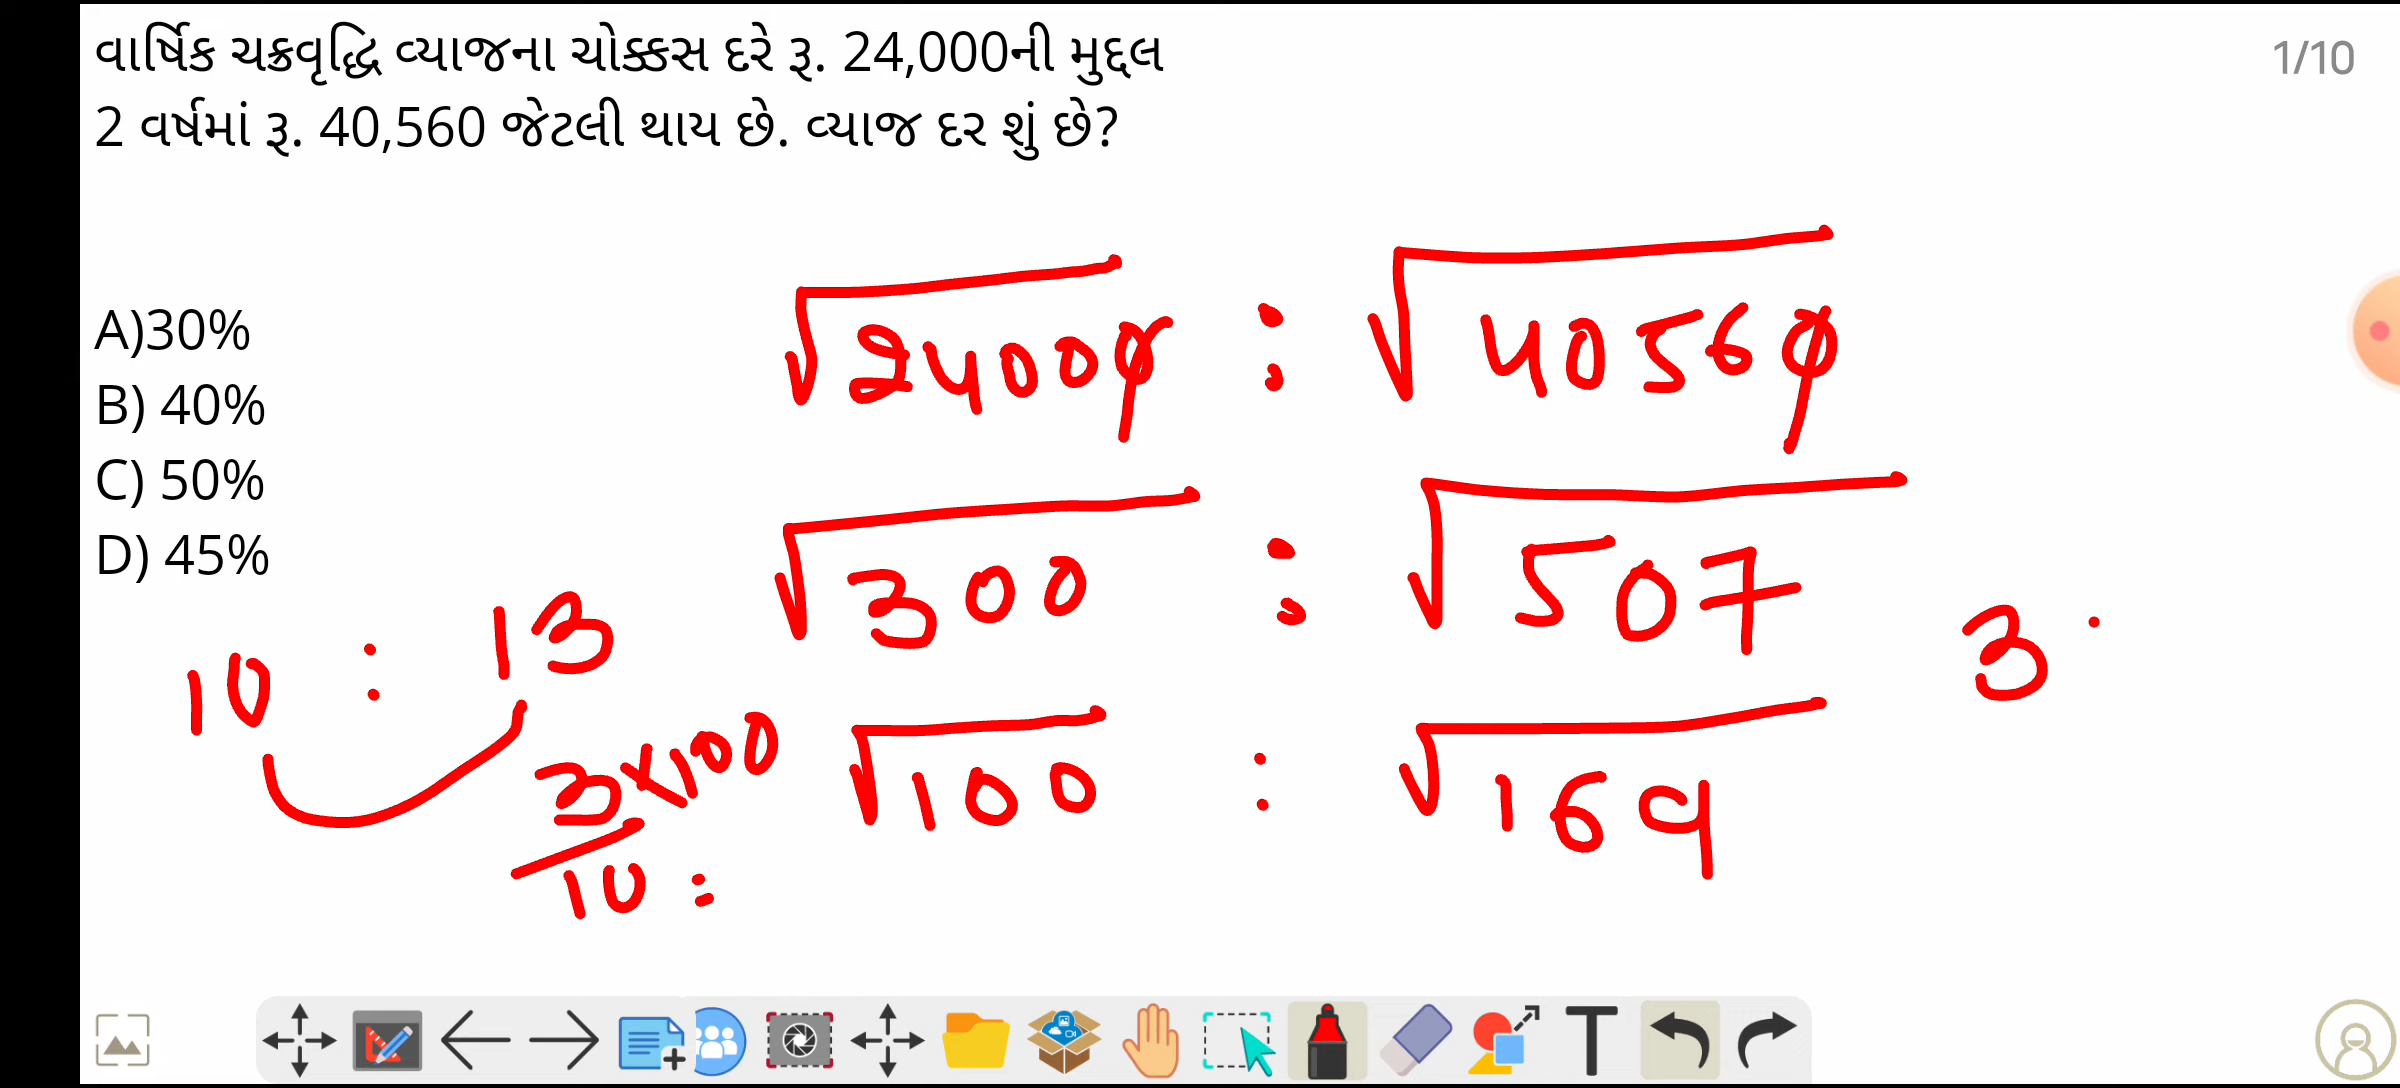 વાર્ષિક ચક્રવૃદ્ધિ વ્યાજના ચોક્કસ દરે રૂ. 24,000ની મુદ્દલ
1/10
2 વર્ષમાં રૂ. 40,560 જેટલી થાય છે. વ્યાજ દર શું છે?
A)30%
B) 40%
C) 50%
D) 45%
√24000 : √40560
√300 : √507
10 : 13
3
√100 : √169
3×100
10 =
T